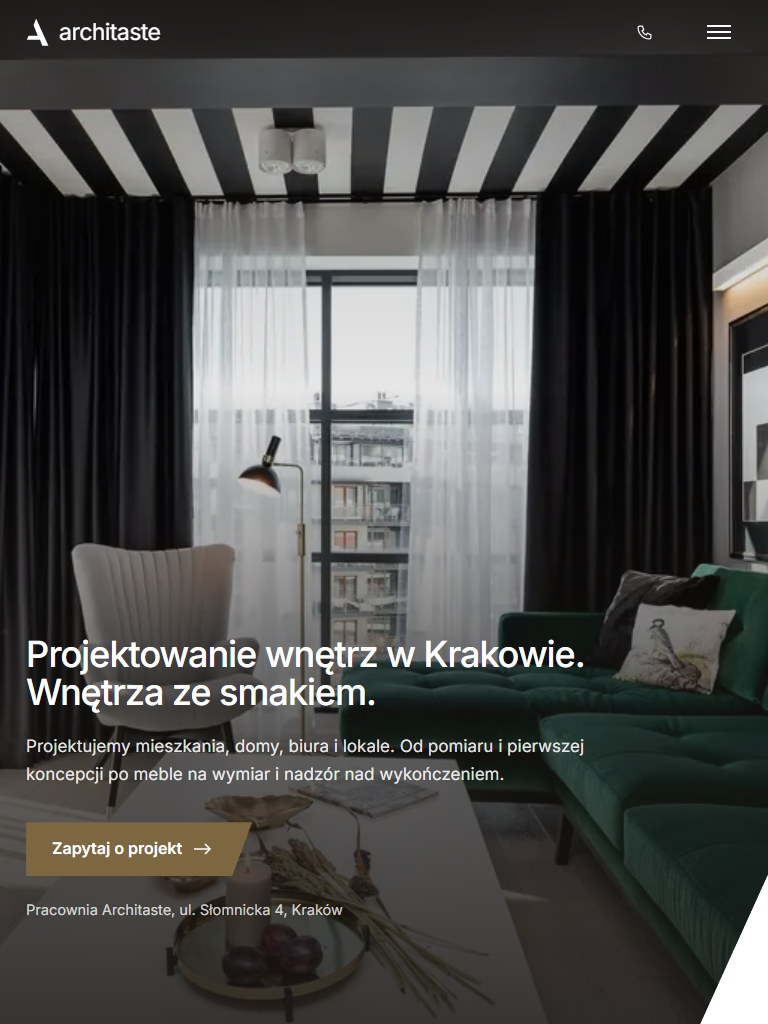 architaste
Projektowanie wnętrz w Krakowie.
Wnętrza ze smakiem.
Projektujemy mieszkania, domy, biura i lokale. Od pomiaru i pierwszej
koncepcji po meble na wymiar i nadzór nad wykończeniem.
Zapytaj o projekt
Pracownia Architaste, ul. Słomnicka 4, Kraków